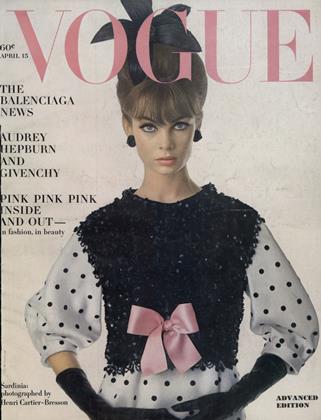 VOGUE
60¢
APRIL 15
THE
BALENCIAGA
NEWS
AUDREY
HEPBURN
AND
GIVENCHY
PINK PINK PINK
INSIDE
AND OUT—
n fashion, in beauty
Sardinia:
photographed by
Henri Cartier-Bresson
ADVANCED
EDITION